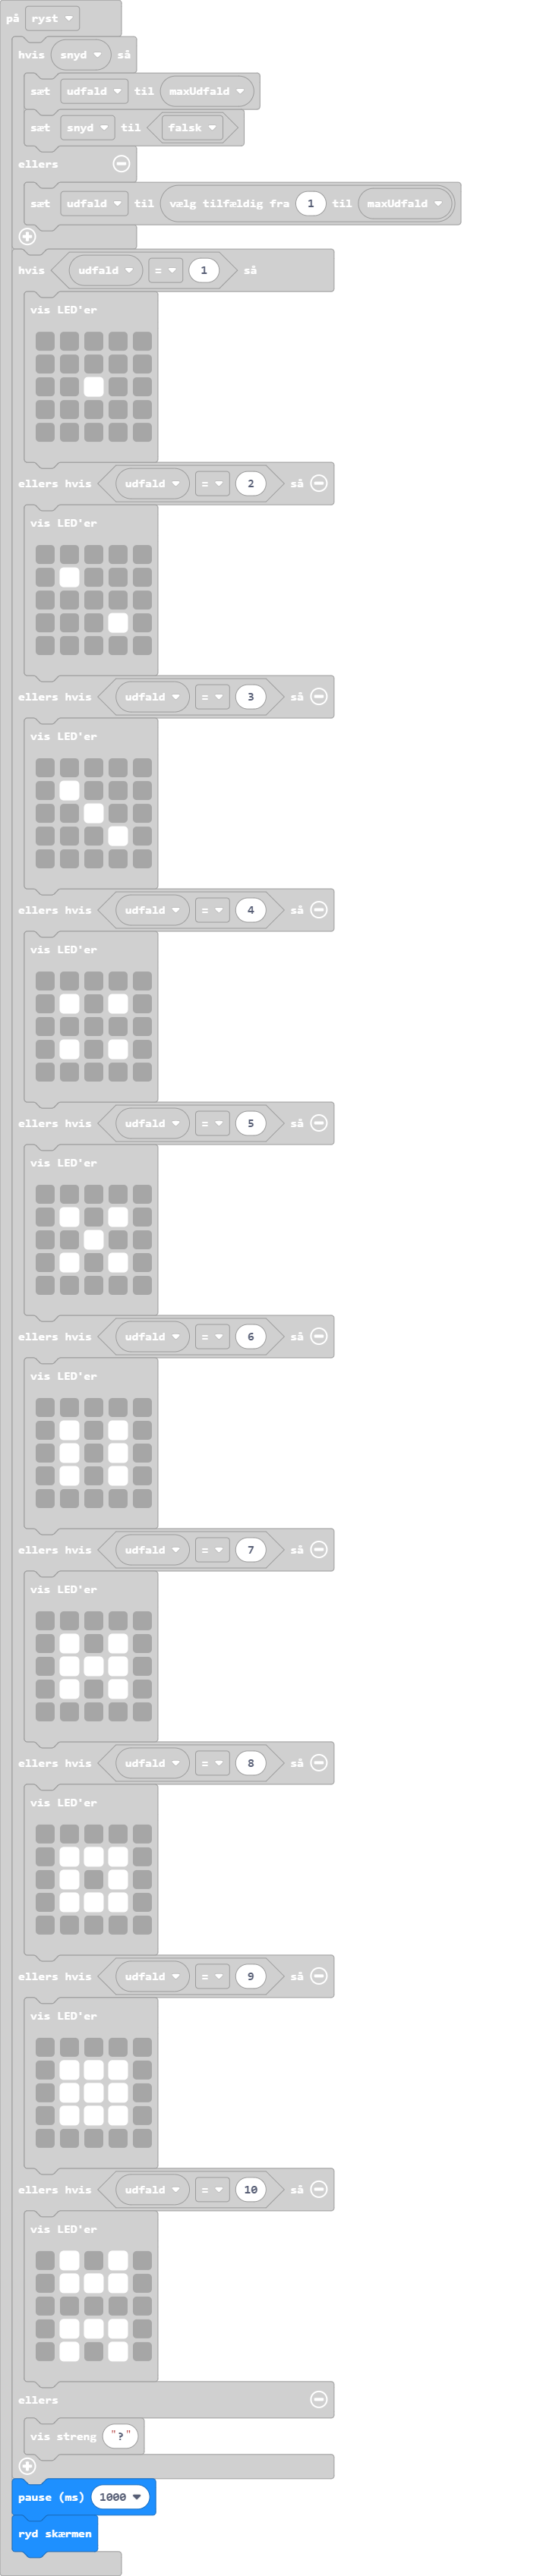 på ryst
hvis snyd så
sæt udfald til maxUdfald
sæt snyd til falsk
ellers
sæt udfald til vælg tilfældig fra 1 til maxUdfald
hvis udfald = 1 så
vis LED'er
ellers hvis udfald = 2 så
vis LED'er
ellers hvis udfald = 3 så
vis LED'er
ellers hvis udfald = 4 så
vis LED'er
ellers hvis udfald = 5 så
vis LED'er
ellers hvis udfald = 6 så
vis LED'er
ellers hvis udfald = 7 så
vis LED'er
ellers hvis udfald = 8 så
vis LED'er
ellers hvis udfald = 9 så
vis LED'er
ellers hvis udfald = 10 så
vis LED'er
ellers
vis streng "?"
pause (ms) 1000
ryd skærmen